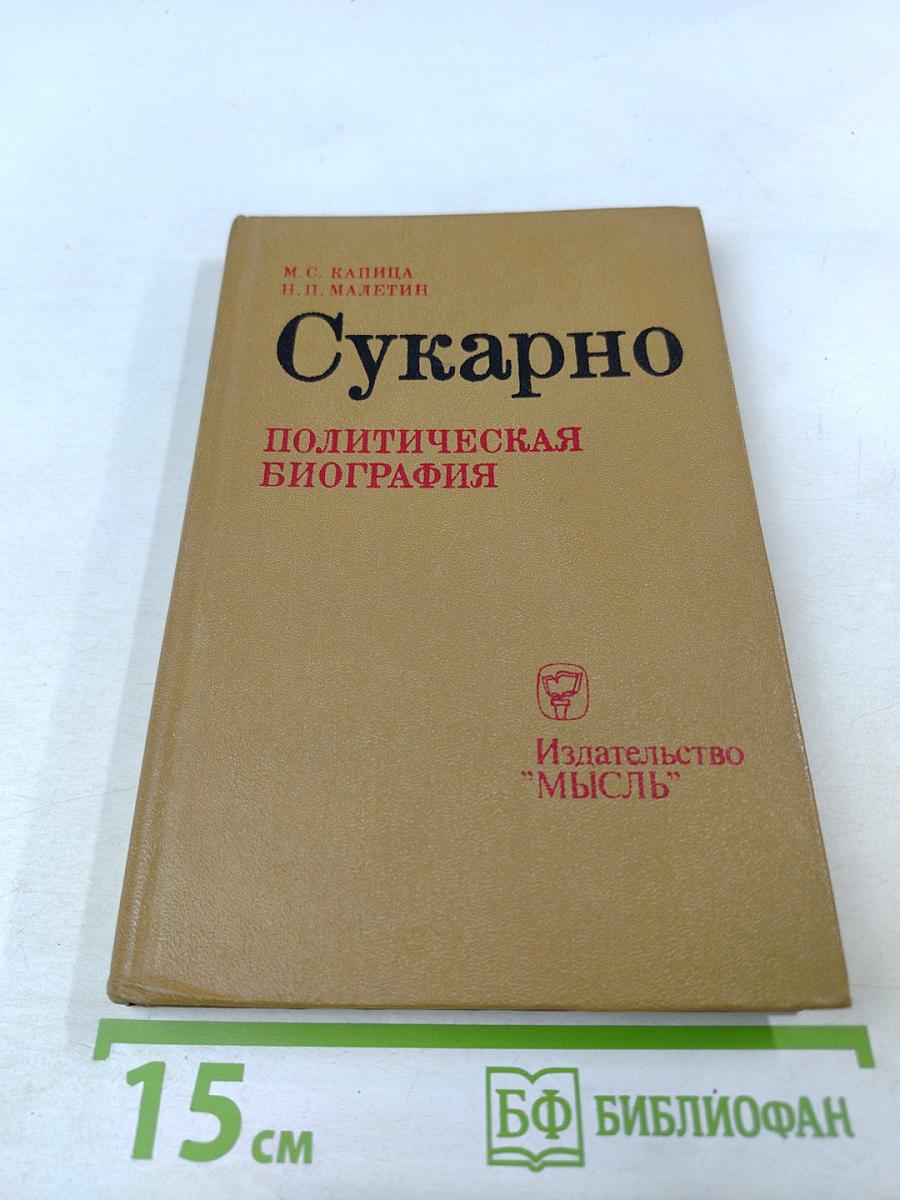 М. С. КАПИЦА
Н. П. МАЛЕТИН
Сукарно
ПОЛИТИЧЕСКАЯ
БИОГРАФИЯ
Издательство
"МЫСЛЬ"
15 см
БФ БИБЛИОФАН